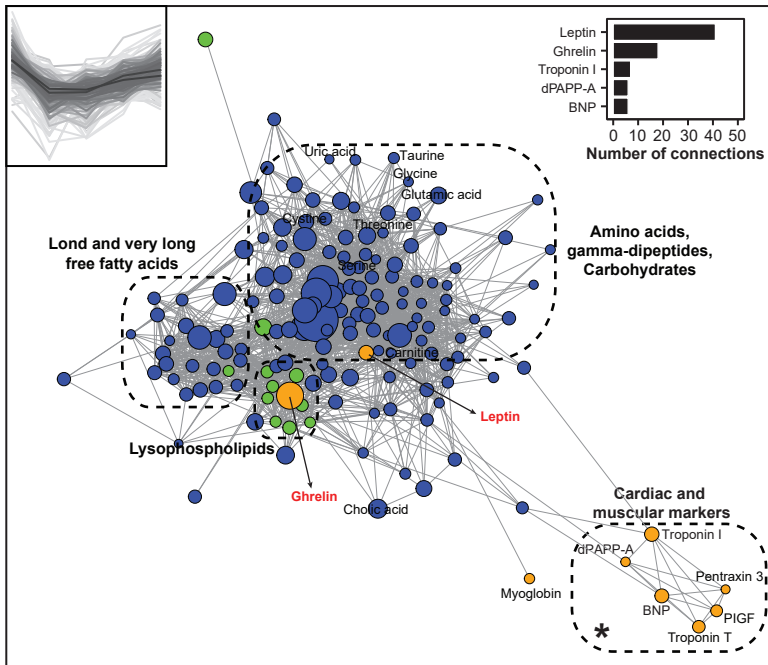 Leptin
Ghrelin
Troponin I
dPAPP-A
BNP
0 10 20 30 40 50
Number of connections
Uric acid
Taurine
Glycine
Glutamic acid
Cystine
Threonine
Serine
Carnitine
Amino acids,
gamma-dipeptides,
Carbohydrates
Lond and very long
free fatty acids
Leptin
Lysophospholipids
Ghrelin
Cholic acid
Cardiac and
muscular markers
Troponin I
dPAPP-A
Pentraxin 3
Myoglobin
BNP
PIGF
Troponin T
*